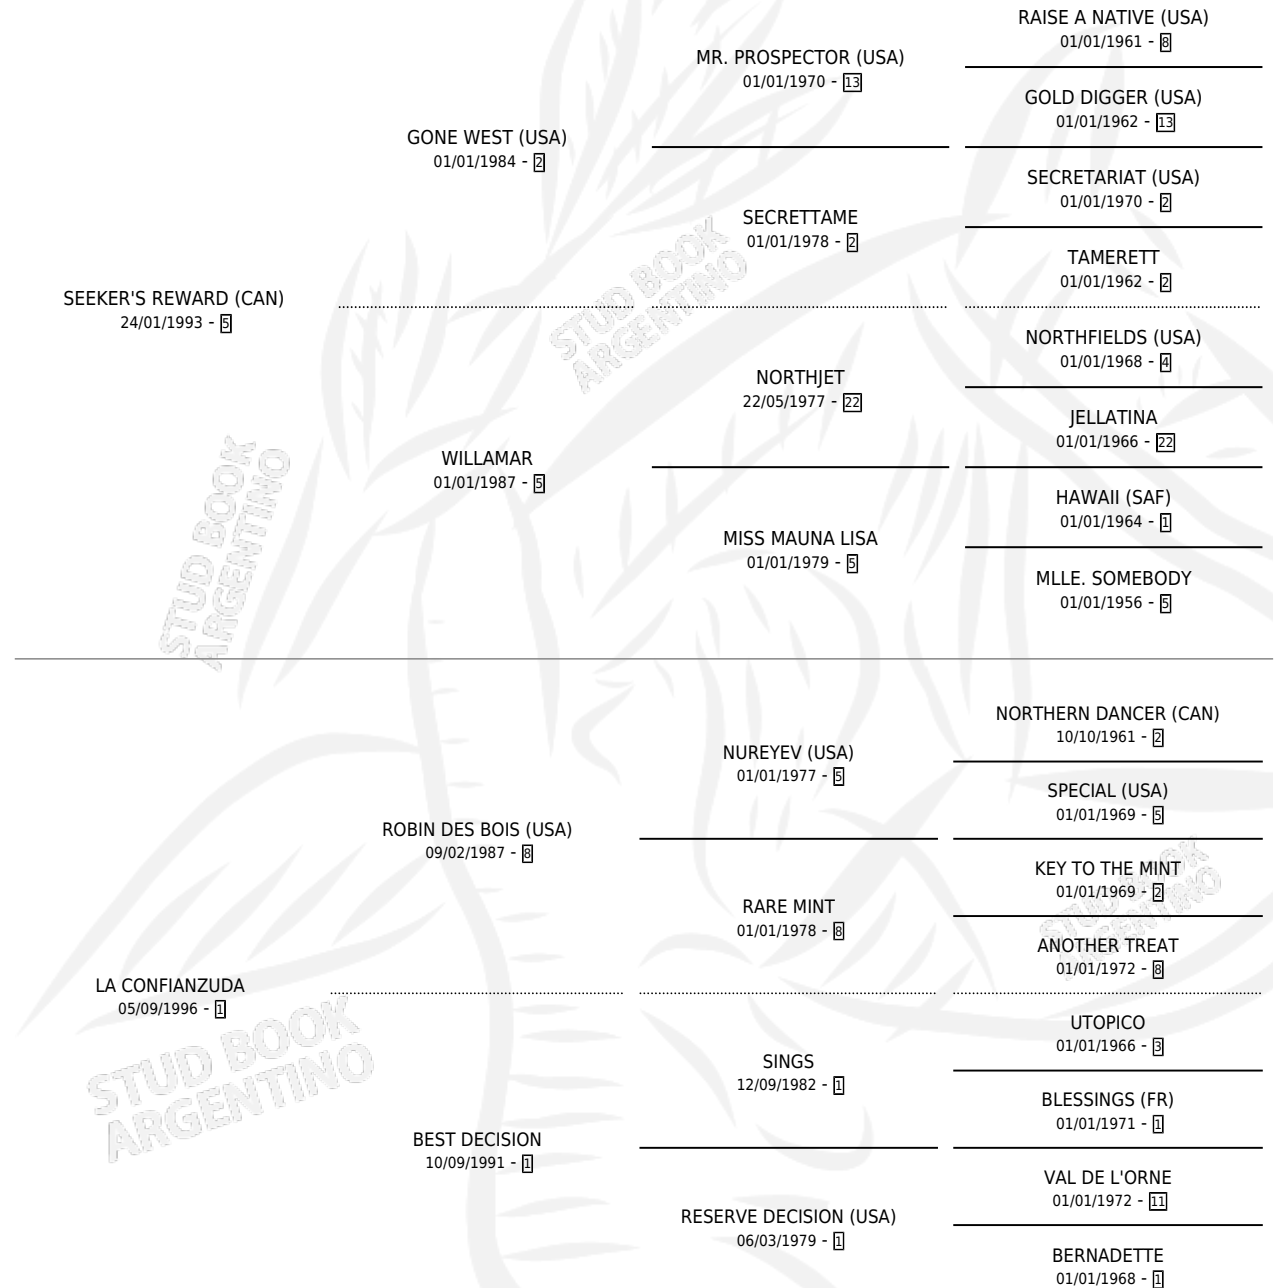 RAISE A NATIVE (USA)
01/01/1961 - 8
MR. PROSPECTOR (USA)
01/01/1970 - 13
GOLD DIGGER (USA)
01/01/1962 - 13
GONE WEST (USA)
01/01/1984 - 2
SECRETARIAT (USA)
01/01/1970 - 2
SECRETTAME
01/01/1978 - 2
TAMERETT
01/01/1962 - 2
SEEKER'S REWARD (CAN)
24/01/1993 - 5
STUD BOOK
ARGENTINO
NORTHFIELDS (USA)
01/01/1968 - 4
NORTHJET
22/05/1977 - 22
JELLATINA
01/01/1966 - 22
WILLAMAR
01/01/1987 - 5
HAWAII (SAF)
01/01/1964 - 1
MISS MAUNA LISA
01/01/1979 - 5
MLLE. SOMEBODY
01/01/1956 - 5
STUD BOOK
ARGENTINO
NORTHERN DANCER (CAN)
10/10/1961 - 2
NUREYEV (USA)
01/01/1977 - 5
SPECIAL (USA)
01/01/1969 - 5
ROBIN DES BOIS (USA)
09/02/1987 - 8
KEY TO THE MINT
01/01/1969 - 2
RARE MINT
01/01/1978 - 8
ANOTHER TREAT
01/01/1972 - 8
STUD BOOK
ARGENTINO
LA CONFIANZUDA
05/09/1996 - 1
UTOPICO
01/01/1966 - 3
SINGS
12/09/1982 - 1
BLESSINGS (FR)
01/01/1971 - 1
STUD BOOK
ARGENTINO
BEST DECISION
10/09/1991 - 1
VAL DE L'ORNE
01/01/1972 - 11
RESERVE DECISION (USA)
06/03/1979 - 1
BERNADETTE
01/01/1968 - 1